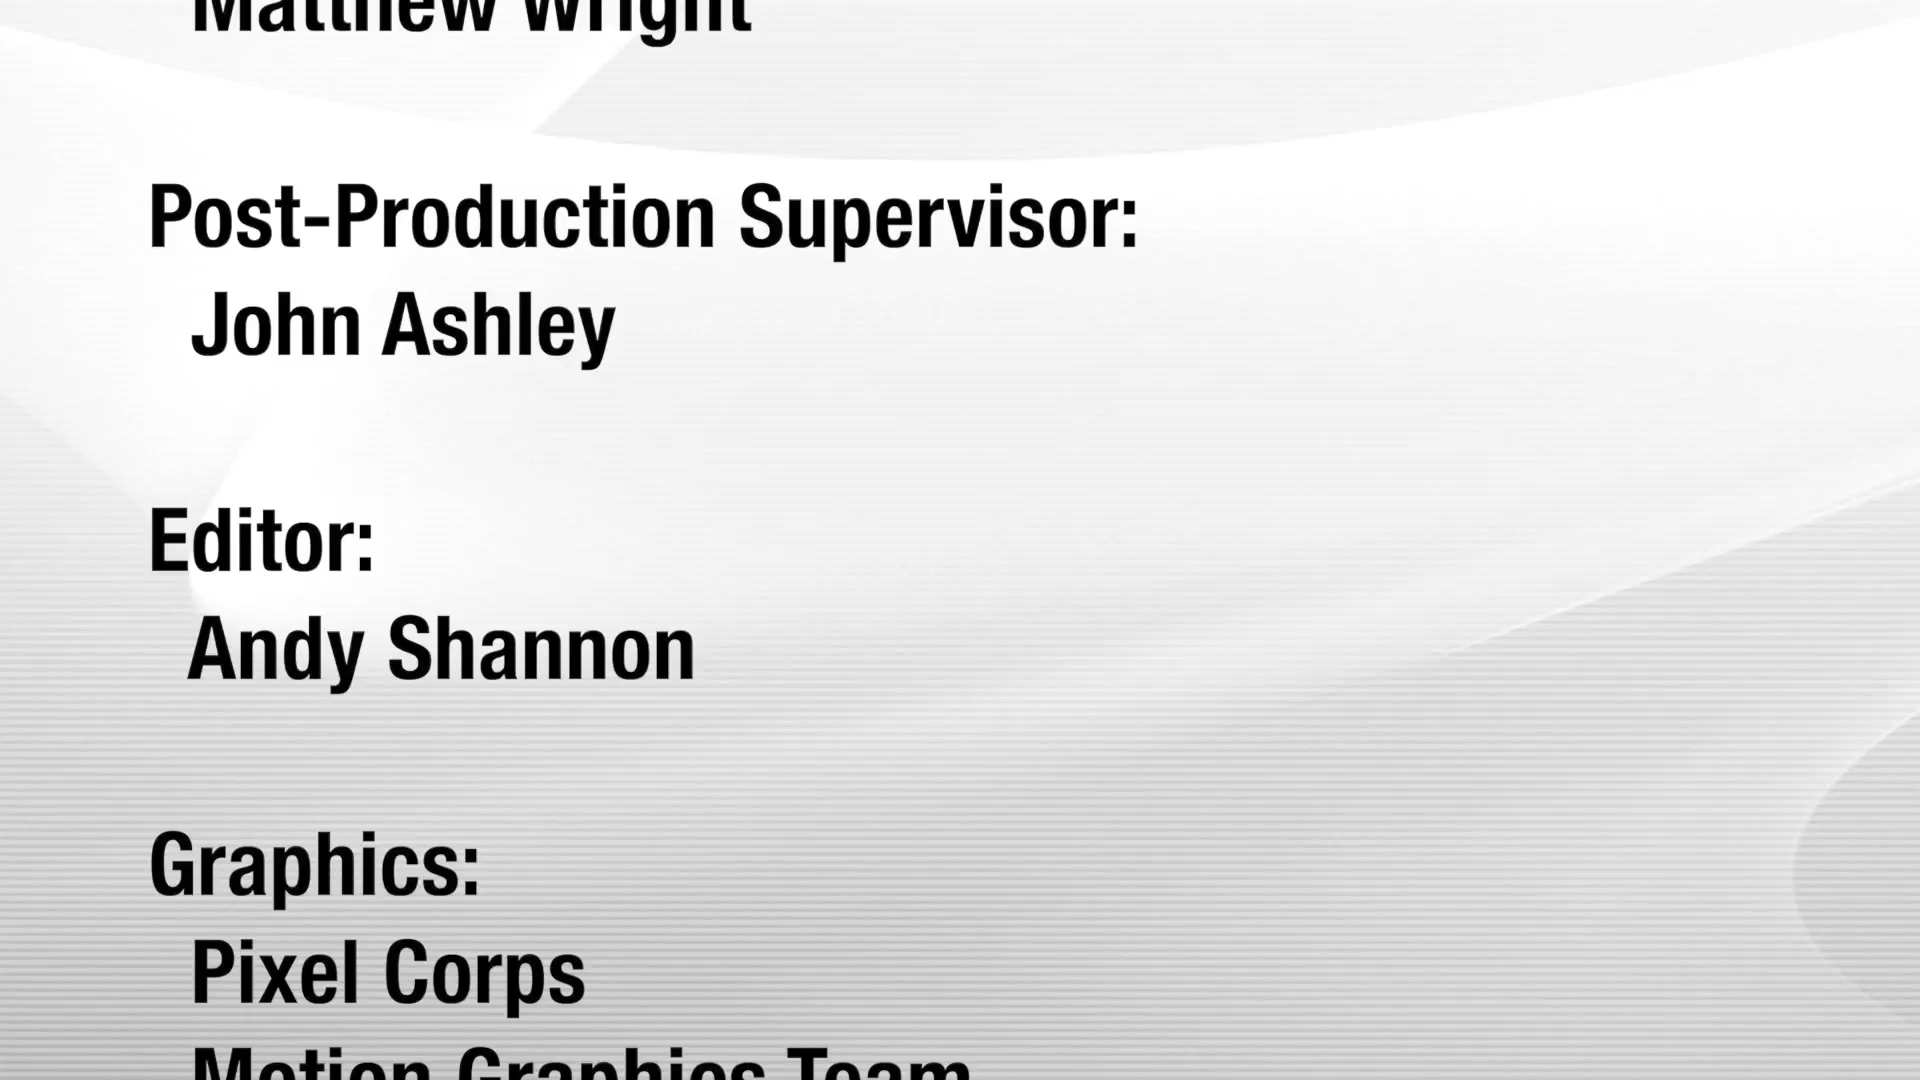 Matthew Wright
Post-Production Supervisor:
John Ashley
Editor:
Andy Shannon
Graphics:
Pixel Corps
Motion Graphics Team